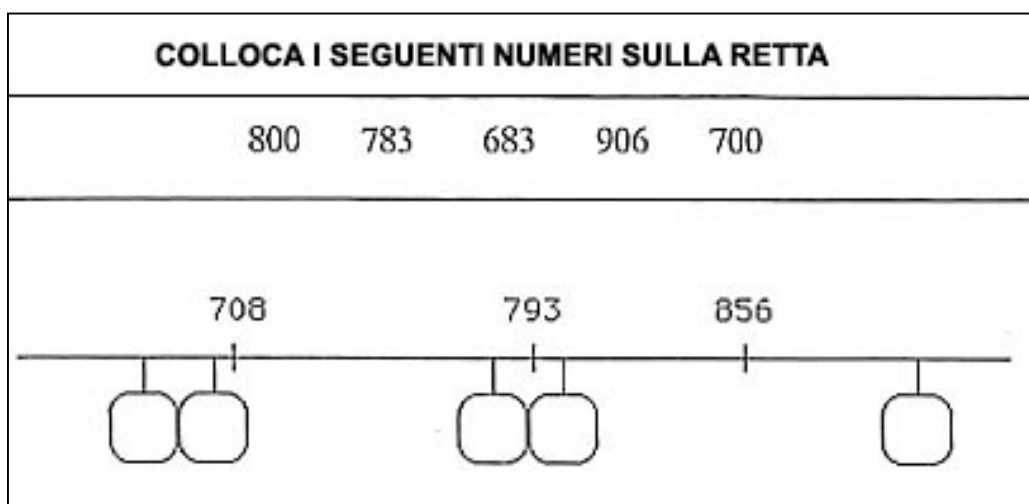 COLLOCA I SEGUENTI NUMERI SULLA RETTA
800 783 683 906 700
708 793 856